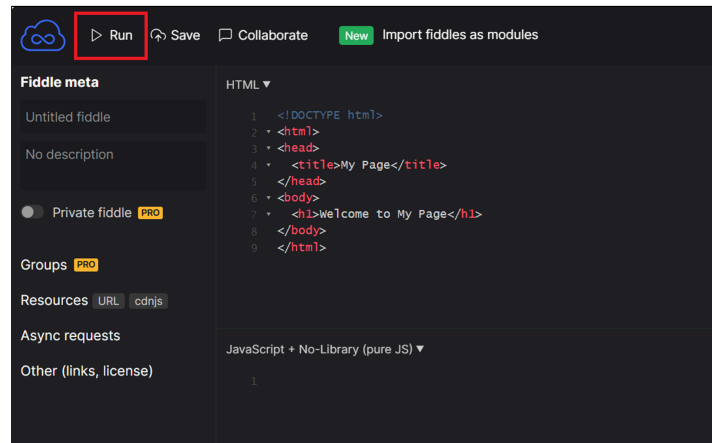 Run Save Collaborate New Import fiddles as modules
Fiddle meta
Untitled fiddle
No description
Private fiddle PRO
Groups PRO
Resources URL cdnjs
Async requests
Other (links, license)
HTML ▼
1 <!DOCTYPE html>
2 ▾ <html>
3 ▾ <head>
4 ▾   <title>My Page</title>
5 </head>
6 ▾ <body>
7 ▾   <h1>Welcome to My Page</h1>
8 </body>
9 </html>
JavaScript + No-Library (pure JS) ▼
1